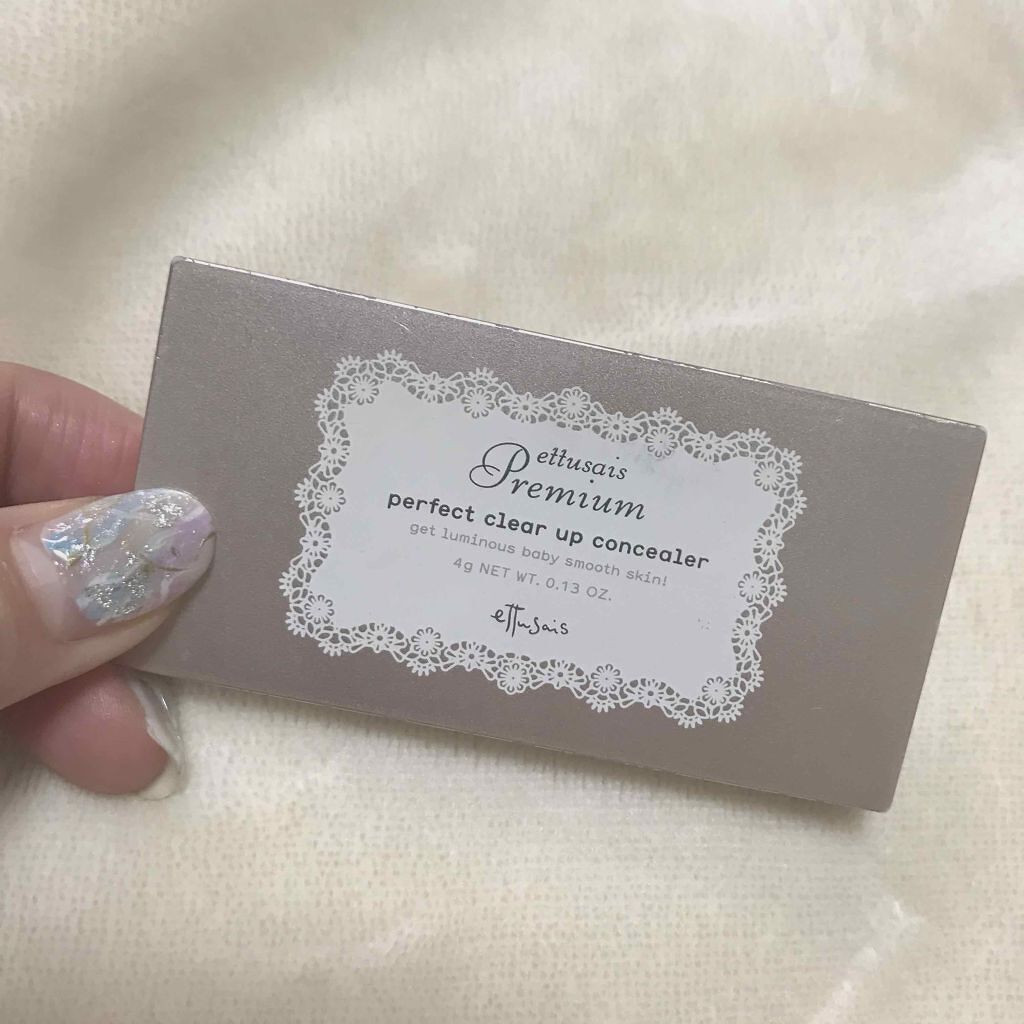 ettusais
Premium
perfect clear up concealer
get luminous baby smooth skin!
4g NET WT. 0.13 OZ.
ettusais